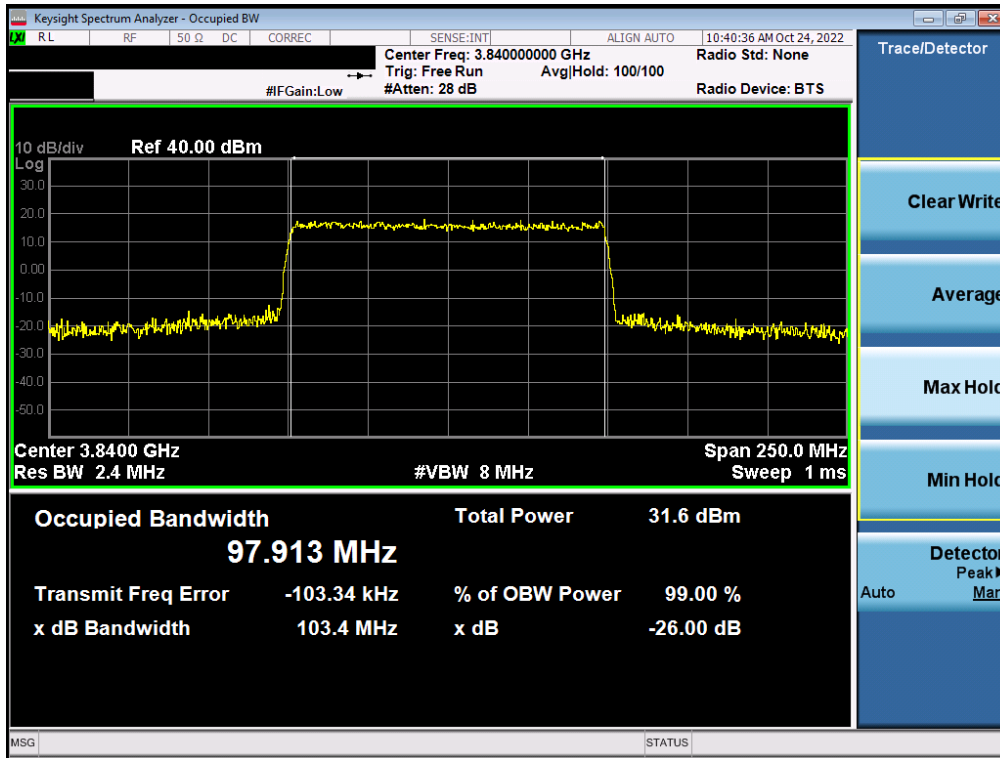 Keysight Spectrum Analyzer - Occupied BW
LXI RL RF 50 Ω DC CORREC SENSE:INT ALIGN AUTO 10:40:36 AM Oct 24, 2022
Center Freq: 3.840000000 GHz Radio Std: None
Trig: Free Run Avg|Hold: 100/100
#IFGain:Low #Atten: 28 dB Radio Device: BTS
Trace/Detector
10 dB/div Ref 40.00 dBm
Log
30.0
20.0
10.0
0.00
-10.0
-20.0
-30.0
-40.0
-50.0
Center 3.8400 GHz Span 250.0 MHz
Res BW 2.4 MHz #VBW 8 MHz Sweep 1 ms
Occupied Bandwidth Total Power 31.6 dBm
97.913 MHz
Transmit Freq Error -103.34 kHz % of OBW Power 99.00 %
x dB Bandwidth 103.4 MHz x dB -26.00 dB
Clear Write
Average
Max Hold
Min Hold
Detector
Peak
Auto Man
MSG STATUS